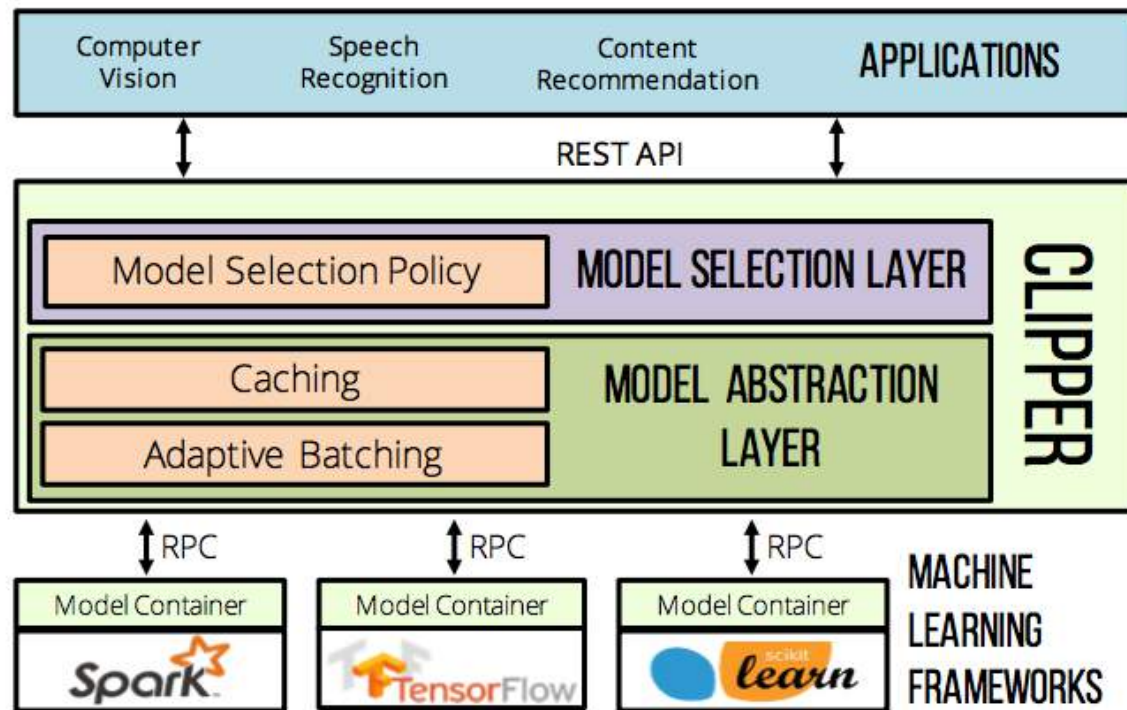 Computer
Vision
Speech
Recognition
Content
Recommendation
APPLICATIONS
REST API
Model Selection Policy
MODEL SELECTION LAYER
Caching
Adaptive Batching
MODEL ABSTRACTION
LAYER
CLIPPER
RPC
RPC
RPC
Model Container
Model Container
Model Container
Spark™
TensorFlow
scikit
learn
MACHINE
LEARNING
FRAMEWORKS